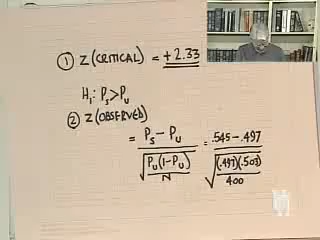 ① Z (CRITICAL) = +2.33
H₁: Pₛ > Pᵤ
② Z (OBSERVED)
= Pₛ - Pᵤ / √(Pᵤ(1-Pᵤ) / N) = .545 - .497 / √((.497)(.503) / 400)